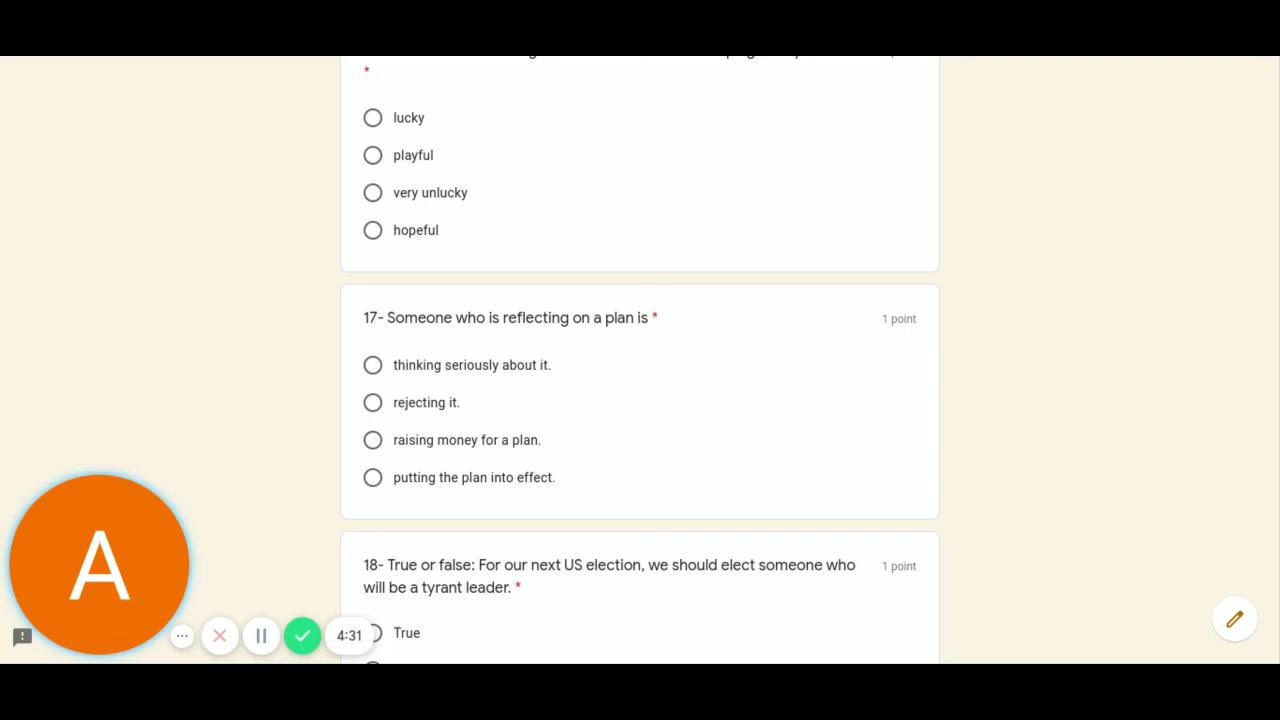 *
lucky
playful
very unlucky
hopeful
17- Someone who is reflecting on a plan is *
1 point
thinking seriously about it.
rejecting it.
raising money for a plan.
putting the plan into effect.
18- True or false: For our next US election, we should elect someone who
1 point
will be a tyrant leader. *
True
A
4:31